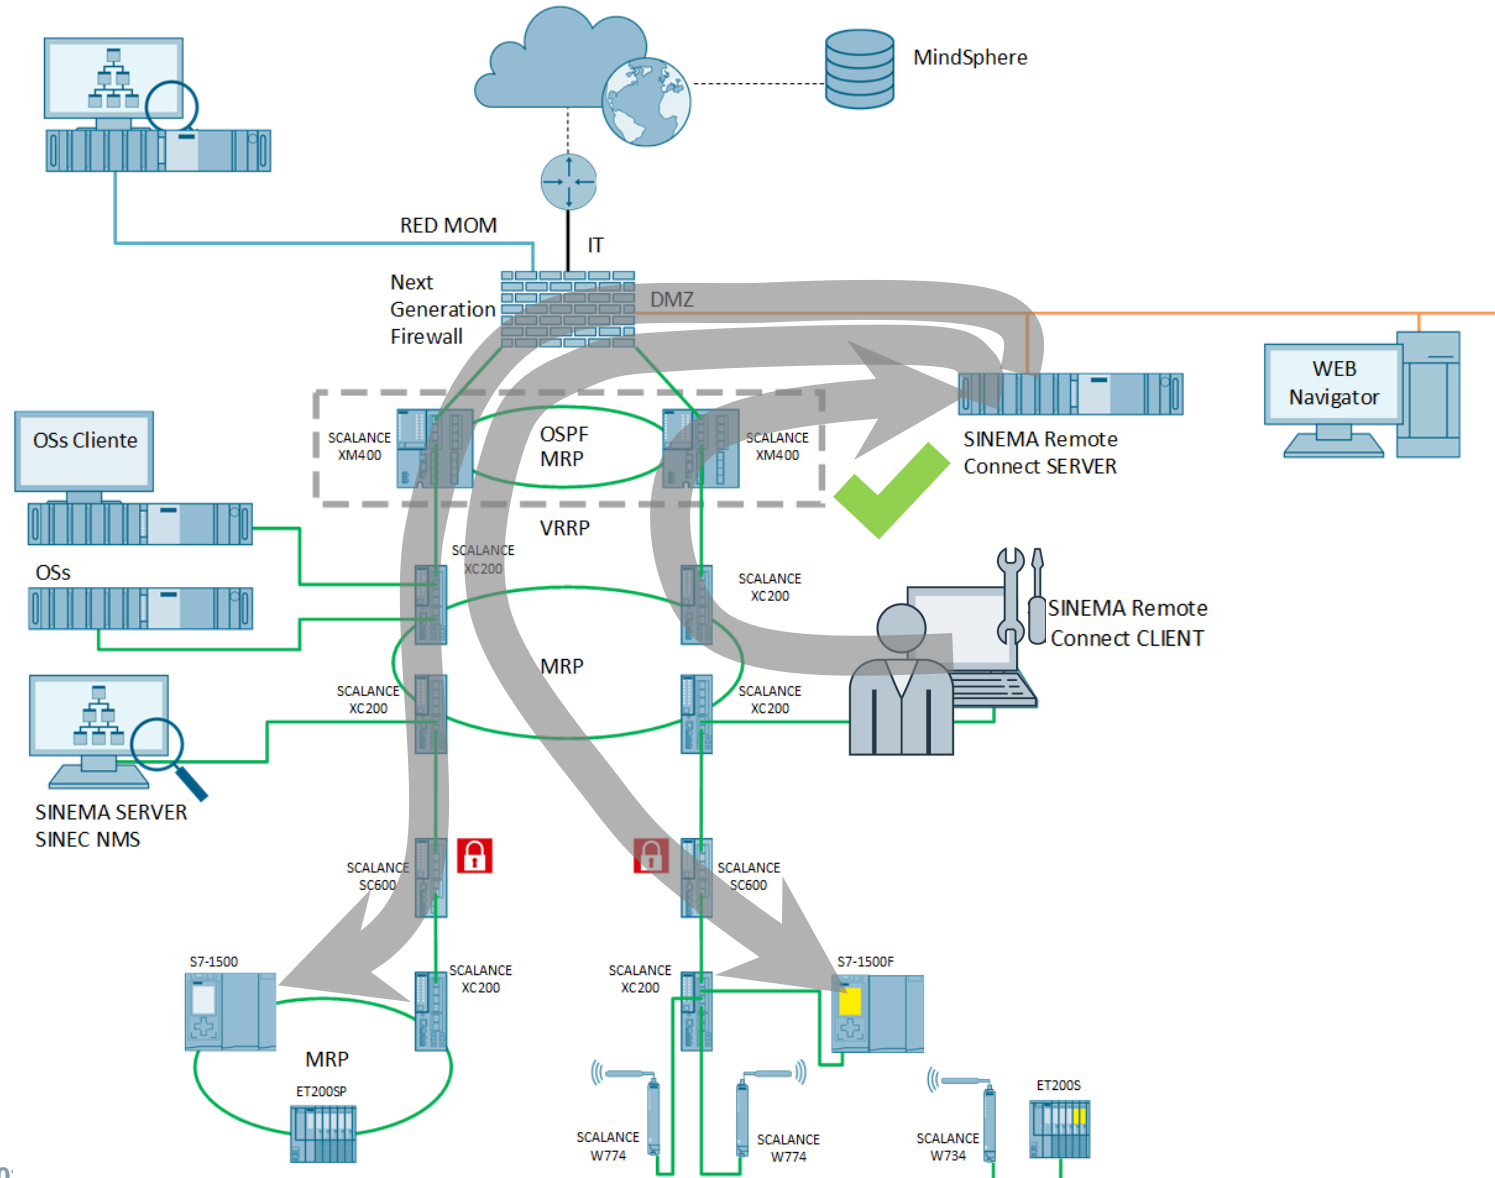 MindSphere
RED MOM
IT
Next
Generation
Firewall
DMZ
WEB
Navigator
OSs Cliente
SCALANCE
XM400
OSPF
MRP
SCALANCE
XM400
SINEMA Remote
Connect SERVER
VRRP
SCALANCE
XC200
OSs
SCALANCE
XC200
SINEMA Remote
Connect CLIENT
MRP
SCALANCE
XC200
SCALANCE
XC200
SINEMA SERVER
SINEC NMS
SCALANCE
SC600
SCALANCE
SC600
S7-1500
SCALANCE
XC200
SCALANCE
XC200
S7-1500F
MRP
ET200SP
ET200S
SCALANCE
W774
SCALANCE
W774
SCALANCE
W734